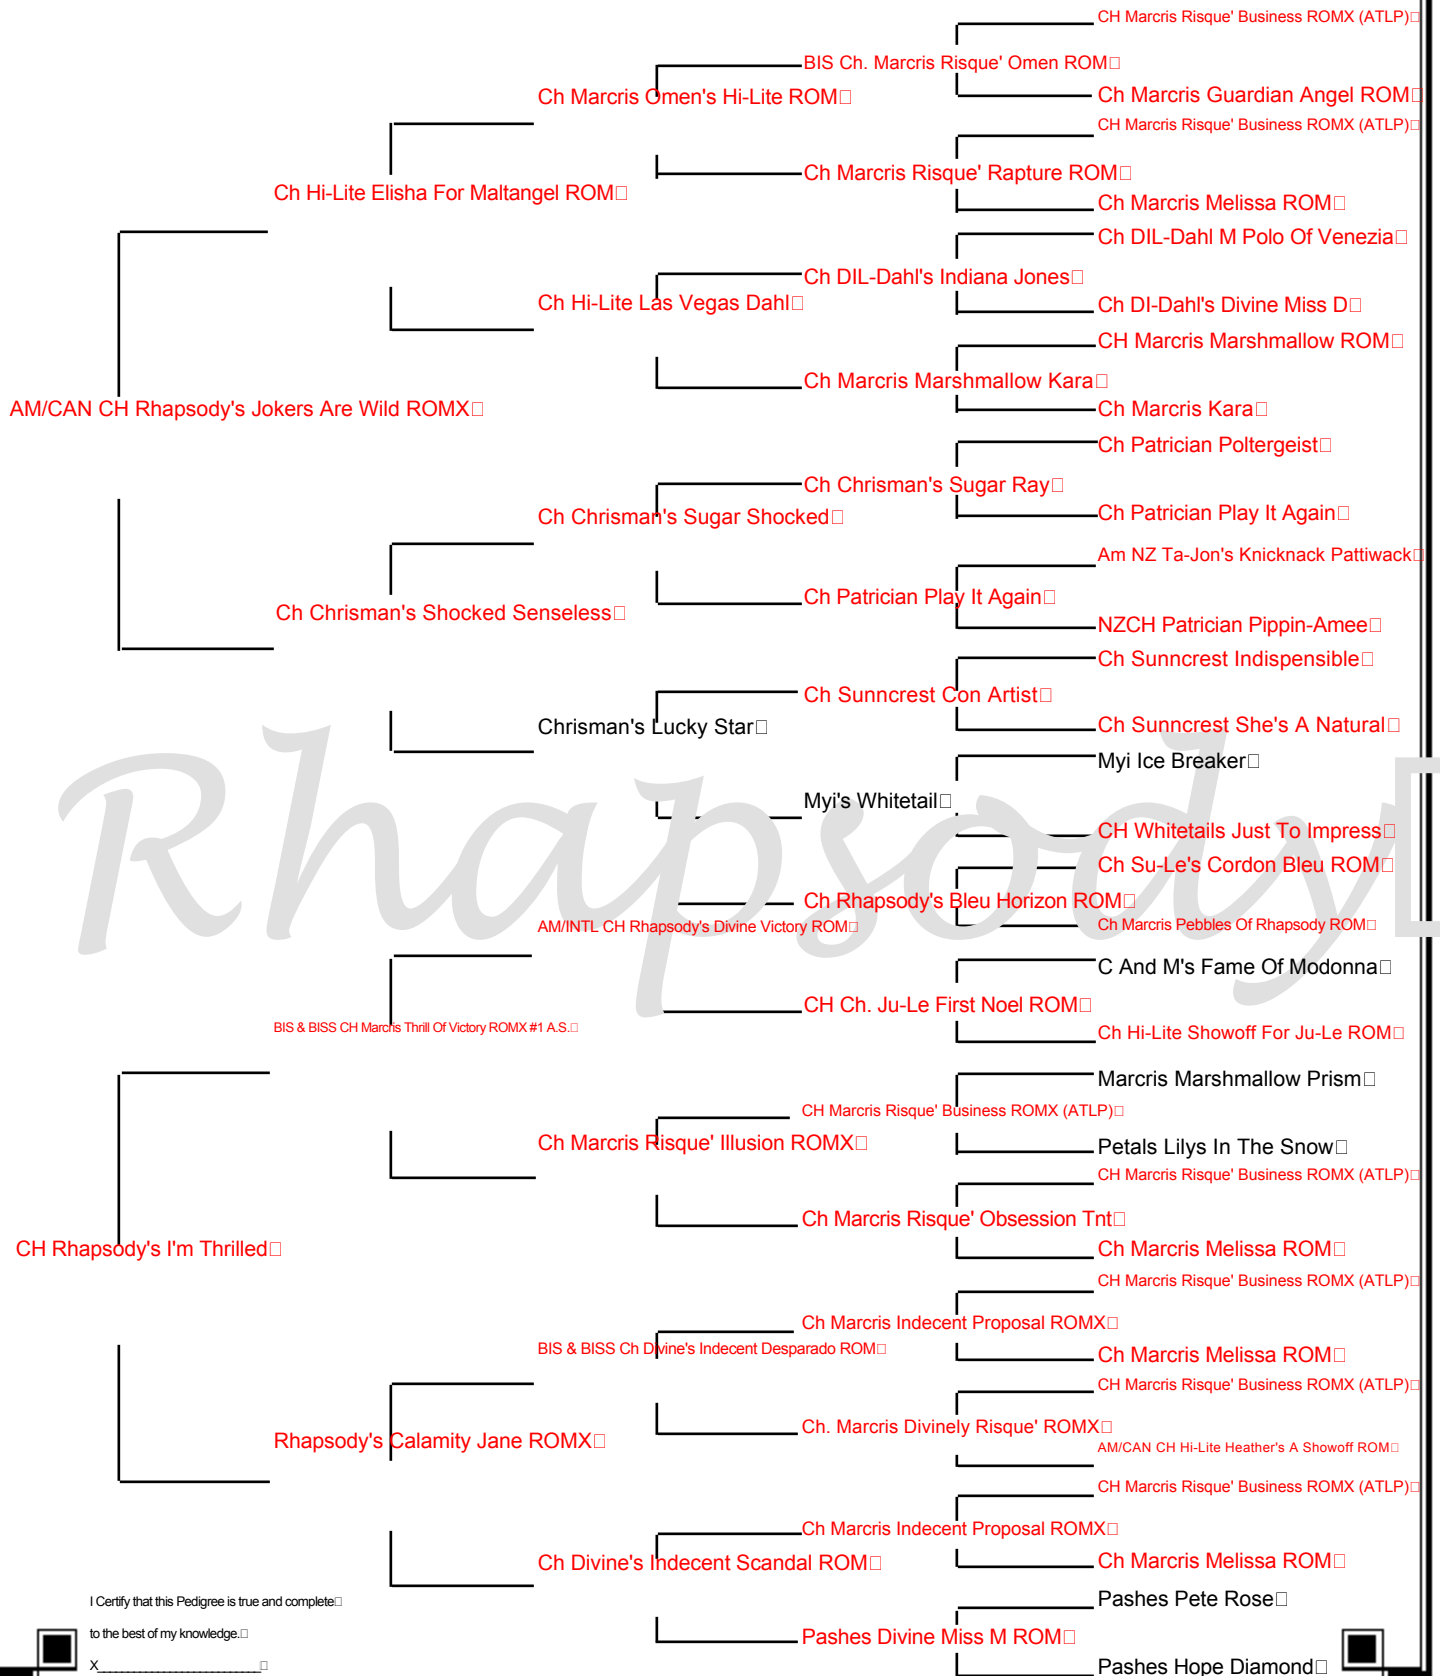 CH Marcris Risque' Business ROMX (ATLP)
BIS Ch. Marcris Risque' Omen ROM
Ch Marcris Omen's Hi-Lite ROM
Ch Marcris Guardian Angel ROM
CH Marcris Risque' Business ROMX (ATLP)
Ch Marcris Risque' Rapture ROM
Ch Hi-Lite Elisha For Maltangel ROM
Ch Marcris Melissa ROM
Ch DIL-Dahl M Polo Of Venezia
Ch DIL-Dahl's Indiana Jones
Ch Hi-Lite Las Vegas Dahl
Ch DI-Dahl's Divine Miss D
CH Marcris Marshmallow ROM
Ch Marcris Marshmallow Kara
AM/CAN CH Rhapsody's Jokers Are Wild ROMX
Ch Marcris Kara
Ch Patrician Poltergeist
Ch Chrisman's Sugar Ray
Ch Chrisman's Sugar Shocked
Ch Patrician Play It Again
Am NZ Ta-Jon's Knicknack Pattiwack
Ch Patrician Play It Again
Ch Chrisman's Shocked Senseless
NZCH Patrician Pippin-Amee
Ch Sunncrest Indispensible
Ch Sunncrest Con Artist
Chrisman's Lucky Star
Ch Sunncrest She's A Natural
Myi Ice Breaker
Myi's Whitetail
CH Whitetails Just To Impress
Rhapsody
Ch Su-Le's Cordon Bleu ROM
Ch Rhapsody's Bleu Horizon ROM
AM/INTL CH Rhapsody's Divine Victory ROM
Ch Marcris Pebbles Of Rhapsody ROM
C And M's Fame Of Modonna
CH Ch. Ju-Le First Noel ROM
BIS & BISS CH Marcris Thrill Of Victory ROMX #1 A.S.
Ch Hi-Lite Showoff For Ju-Le ROM
Marcris Marshmallow Prism
CH Marcris Risque' Business ROMX (ATLP)
Ch Marcris Risque' Illusion ROMX
Petals Lilys In The Snow
CH Marcris Risque' Business ROMX (ATLP)
Ch Marcris Risque' Obsession Tnt
CH Rhapsody's I'm Thrilled
Ch Marcris Melissa ROM
CH Marcris Risque' Business ROMX (ATLP)
Ch Marcris Indecent Proposal ROMX
BIS & BISS Ch Divine's Indecent Desparado ROM
Ch Marcris Melissa ROM
CH Marcris Risque' Business ROMX (ATLP)
Ch. Marcris Divinely Risque' ROMX
Rhapsody's Calamity Jane ROMX
AM/CAN CH Hi-Lite Heather's A Showoff ROM
CH Marcris Risque' Business ROMX (ATLP)
Ch Marcris Indecent Proposal ROMX
Ch Divine's Indecent Scandal ROM
Ch Marcris Melissa ROM
Pashes Pete Rose
Pashes Divine Miss M ROM
Pashes Hope Diamond
I Certify that this Pedigree is true and complete
to the best of my knowledge.
X___________________________